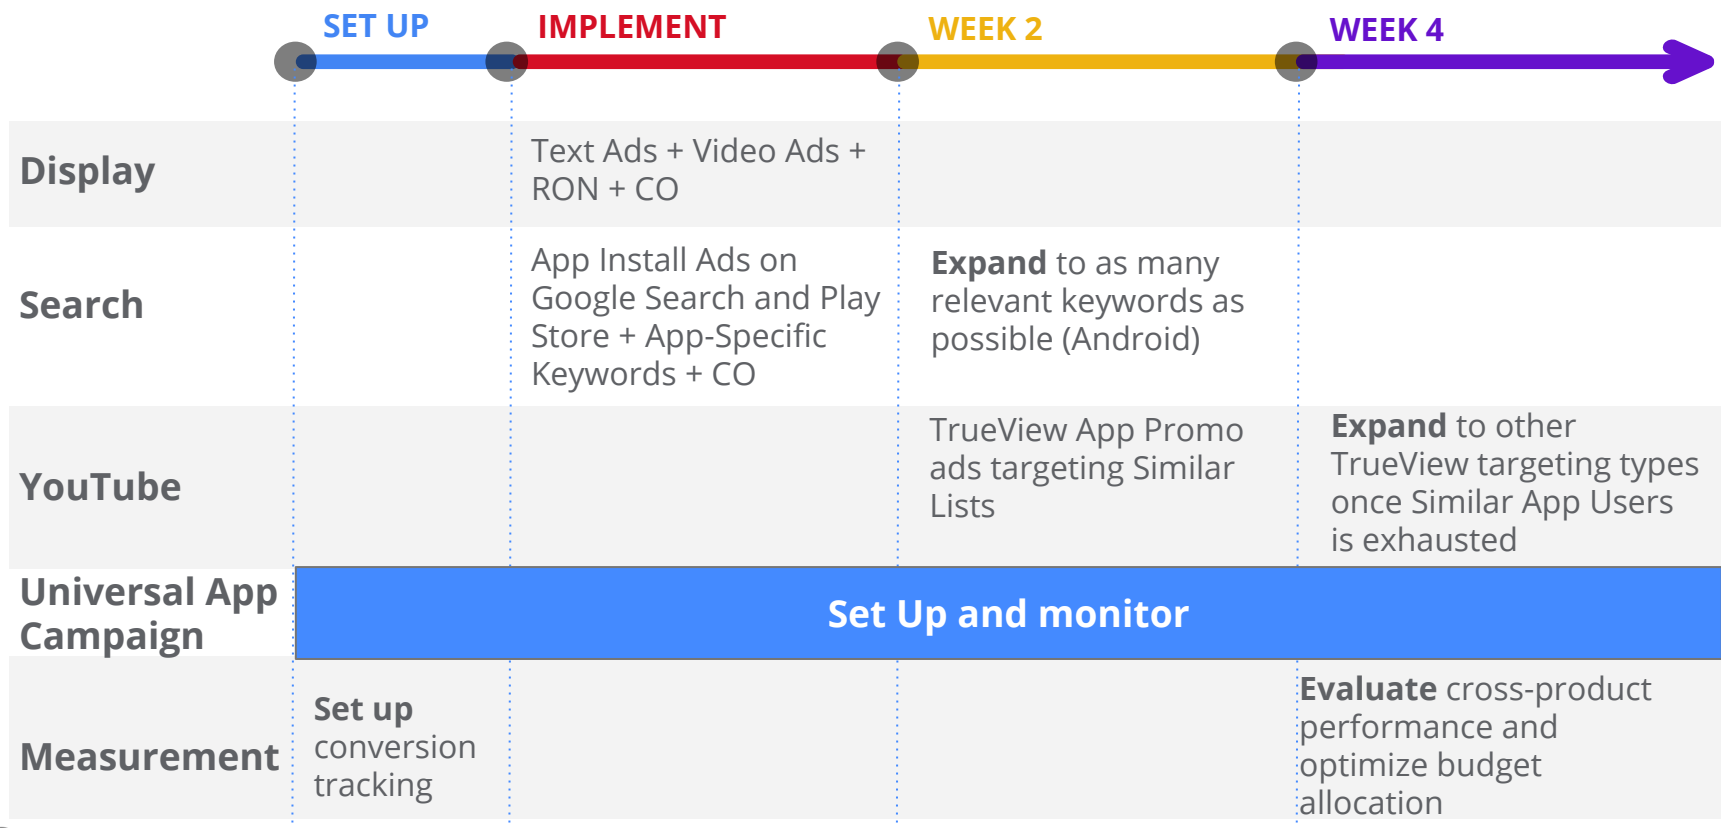 SET UP
IMPLEMENT
WEEK 2
WEEK 4
Display
Text Ads + Video Ads +
RON + CO
Search
App Install Ads on
Google Search and Play
Store + App-Specific
Keywords + CO
Expand to as many
relevant keywords as
possible (Android)
YouTube
TrueView App Promo
ads targeting Similar
Lists
Expand to other
TrueView targeting types
once Similar App Users
is exhausted
Universal App
Campaign
Set Up and monitor
Measurement
Set up
conversion
tracking
Evaluate cross-product
performance and
optimize budget
allocation